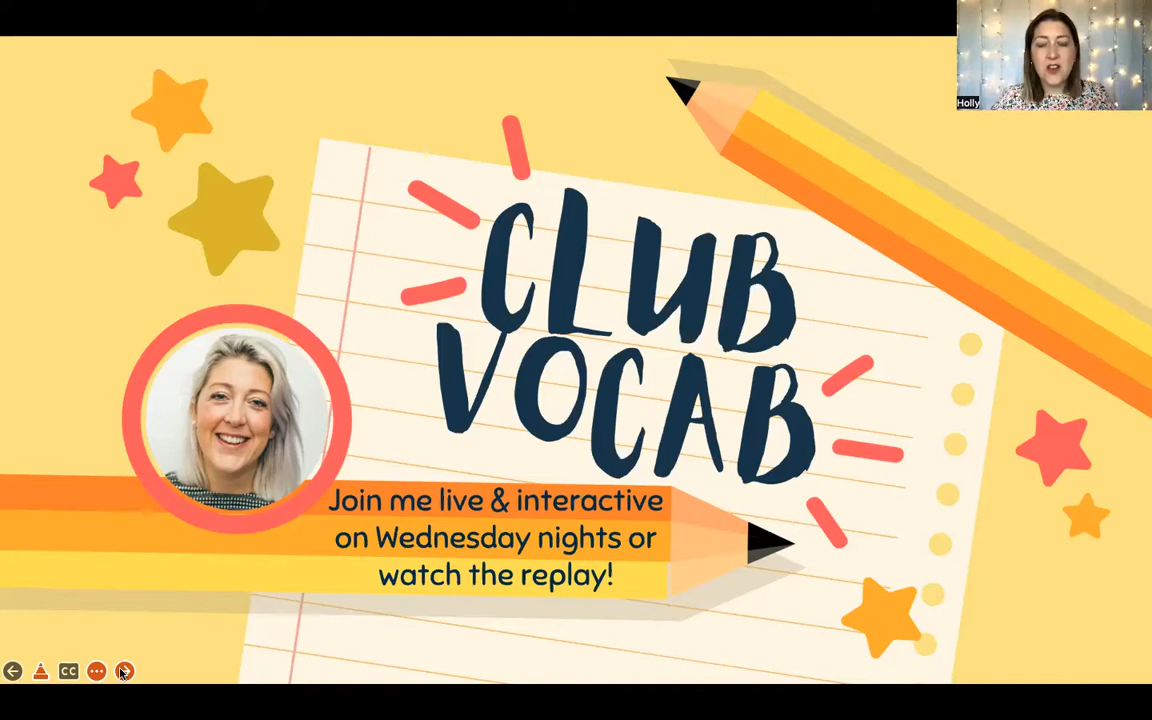 Holly
CLUB
VOCAB
Join me live & interactive
on Wednesday nights or
watch the replay!
CC